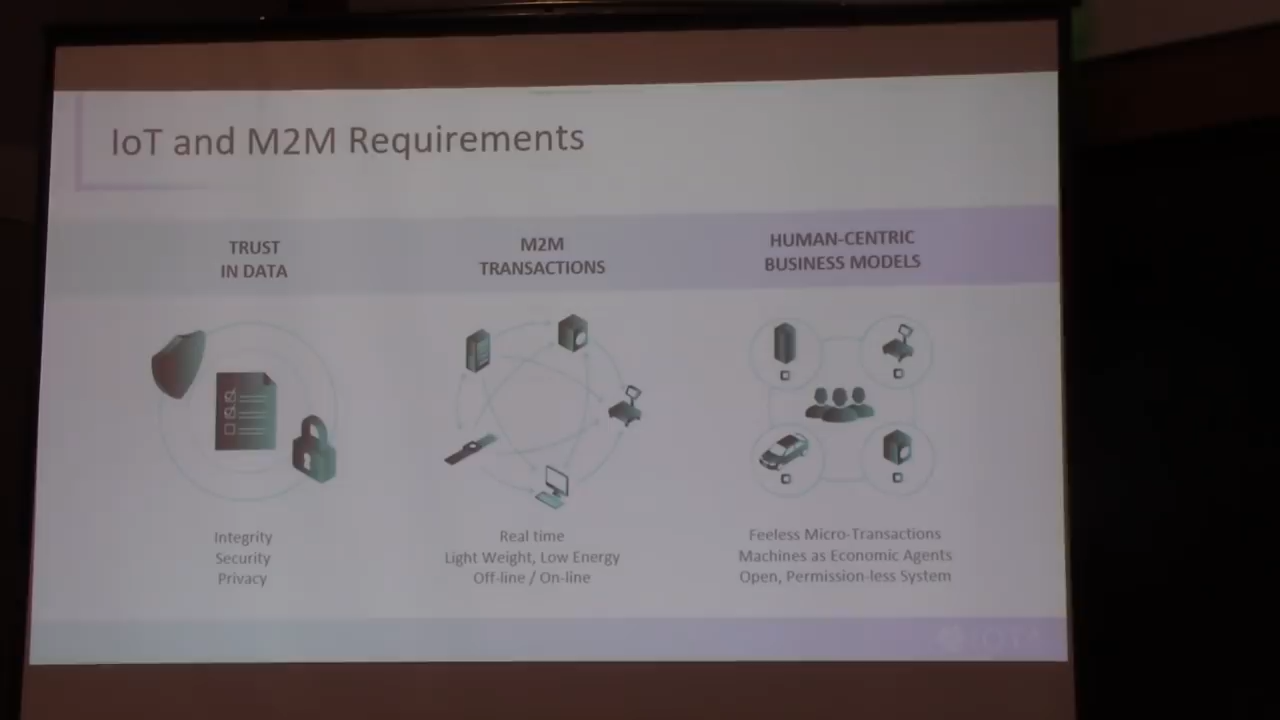 IoT and M2M Requirements
TRUST
IN DATA
M2M
TRANSACTIONS
HUMAN-CENTRIC
BUSINESS MODELS
Integrity
Security
Privacy
Real time
Light Weight, Low Energy
Off-line / On-line
Feeless Micro-Transactions
Machines as Economic Agents
Open, Permission-less System